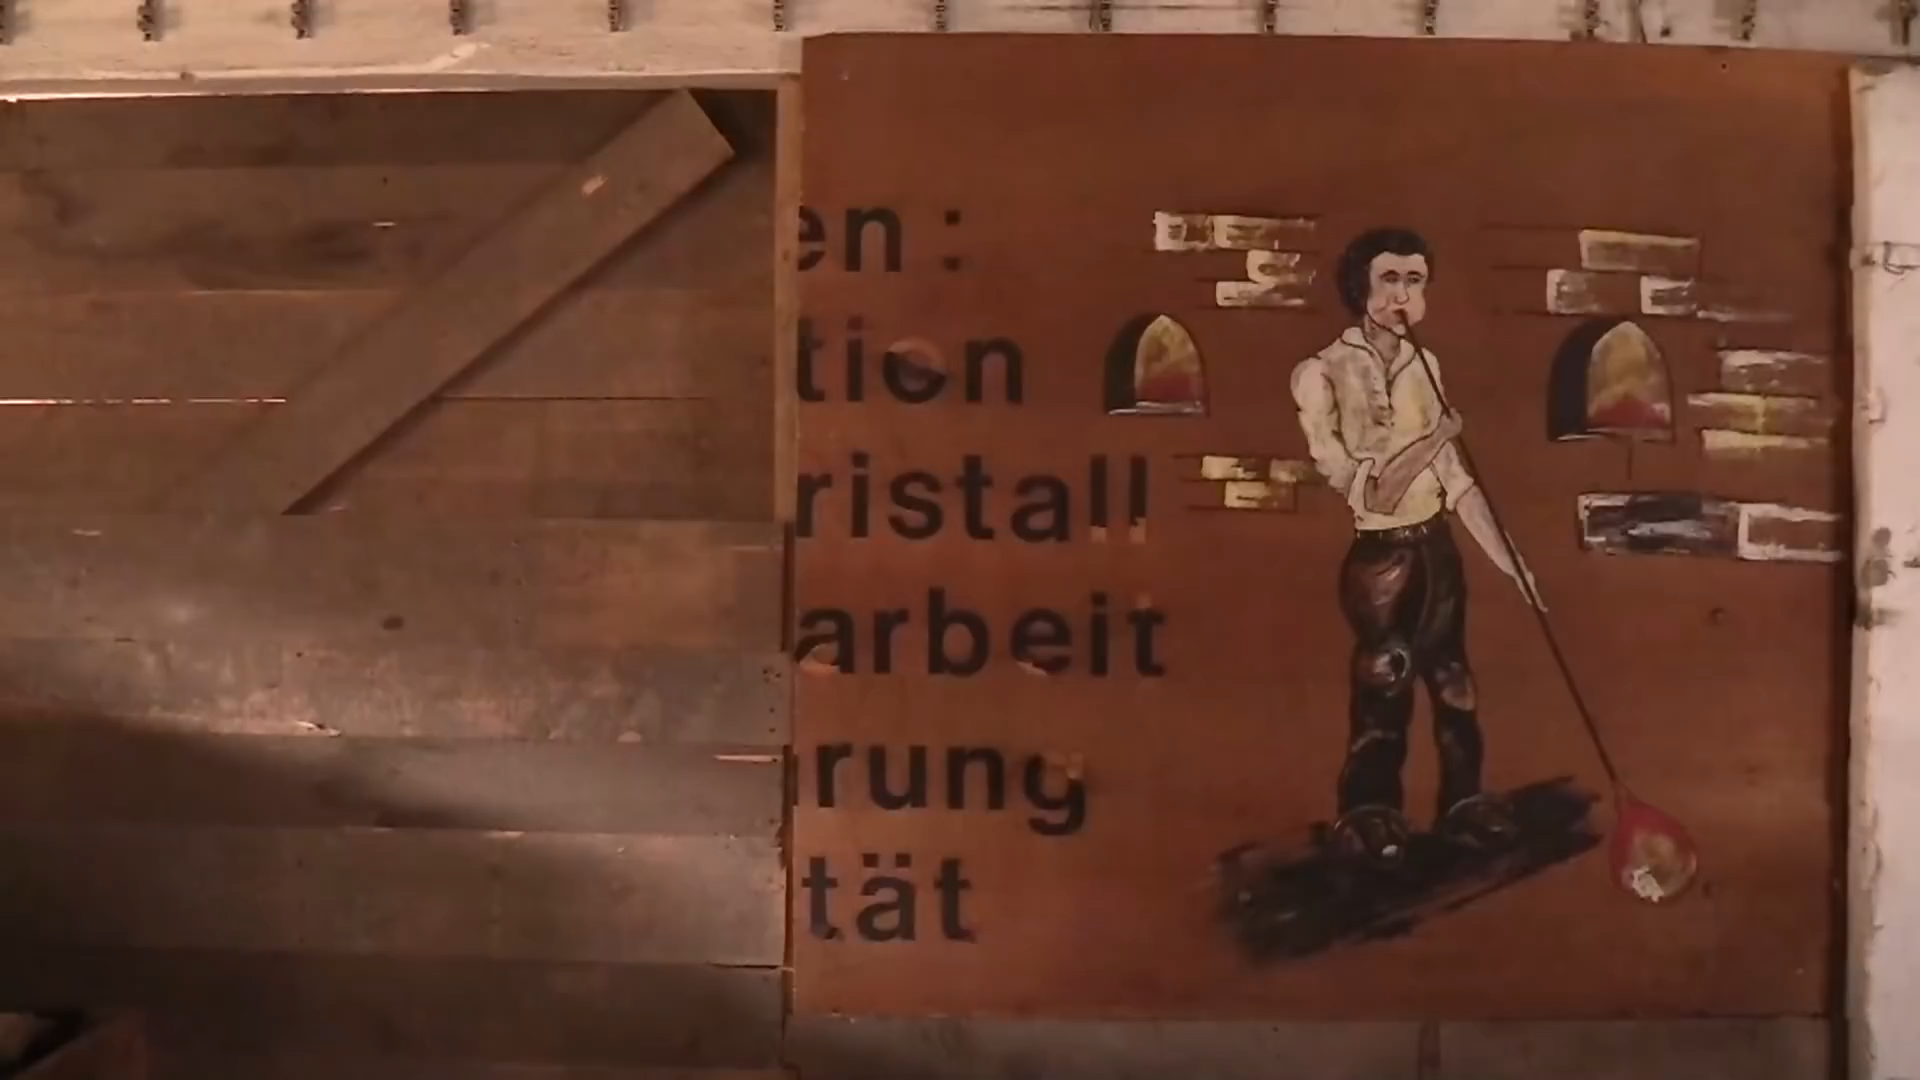 en:
tion
ristall
arbeit
rung
tät